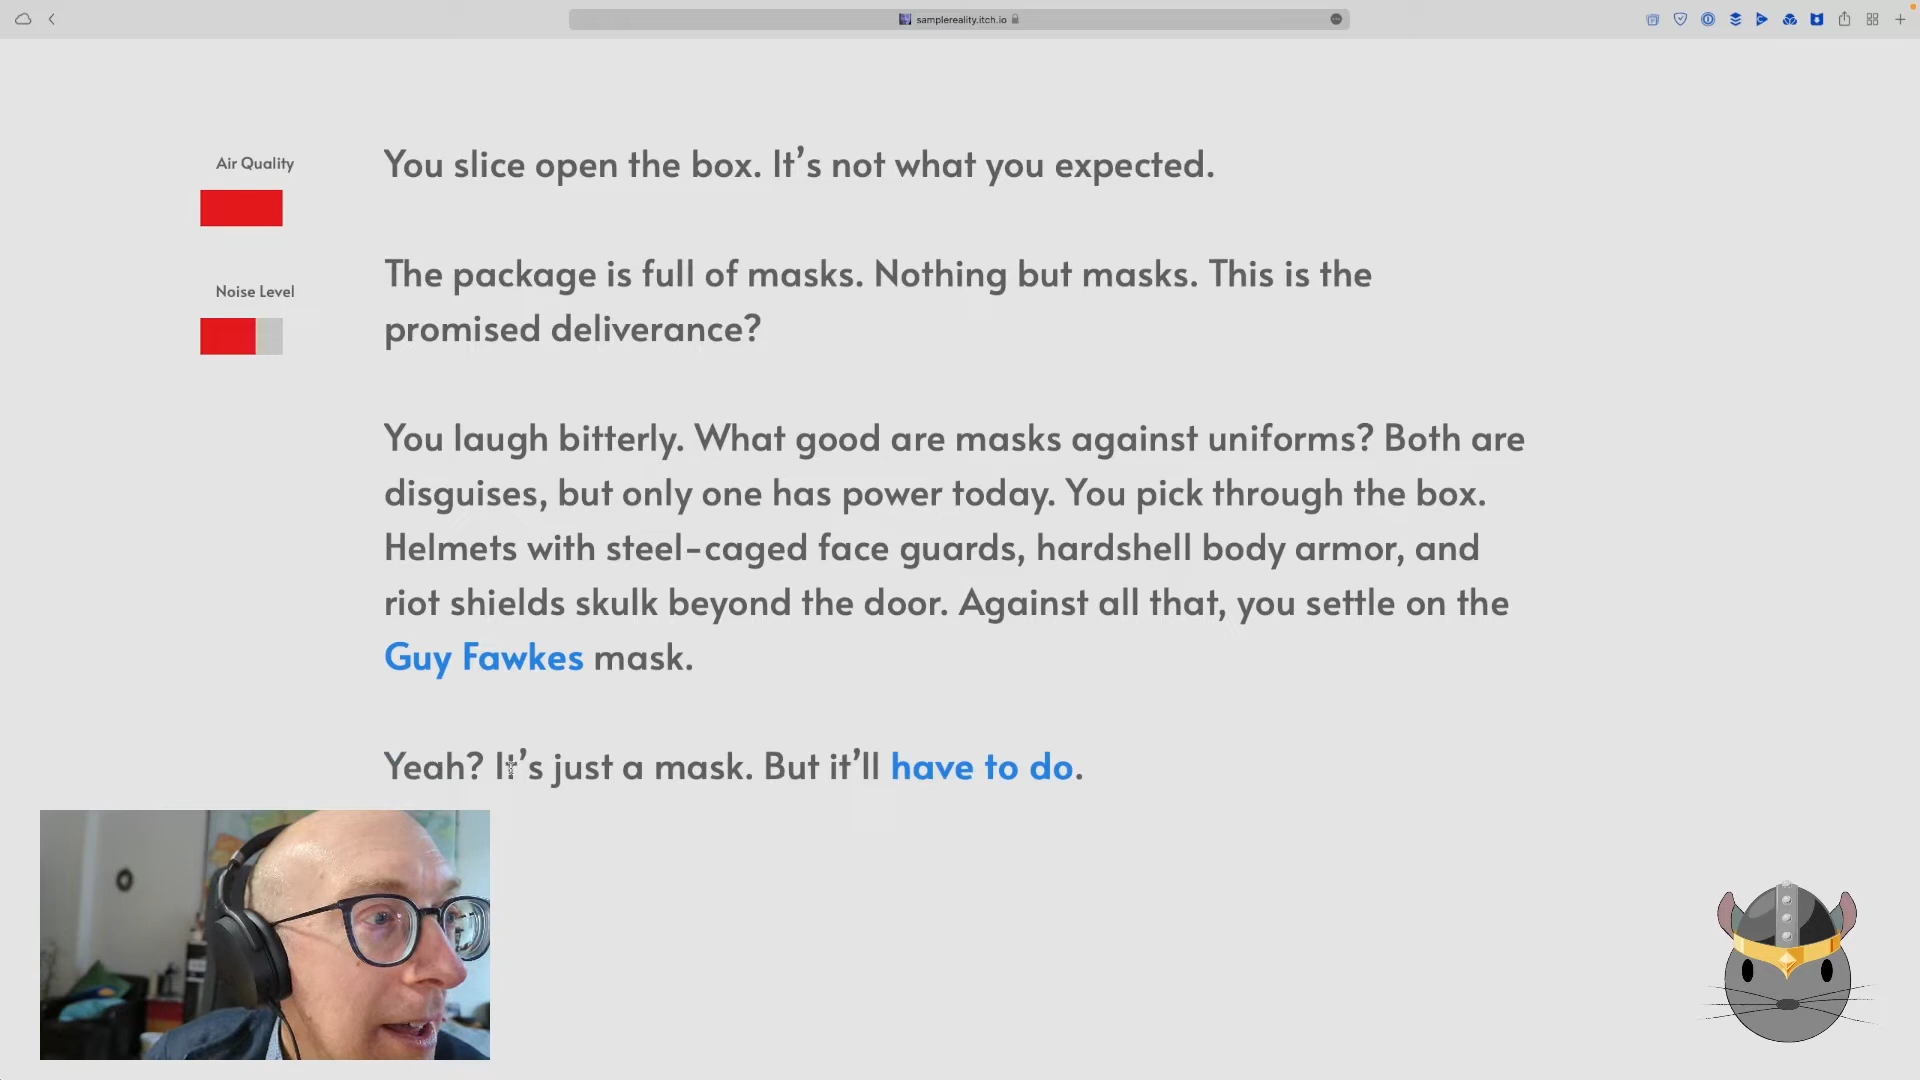 samplereality.itch.io
Air Quality
Noise Level
You slice open the box. It’s not what you expected.
The package is full of masks. Nothing but masks. This is the
promised deliverance?
You laugh bitterly. What good are masks against uniforms? Both are
disguises, but only one has power today. You pick through the box.
Helmets with steel-caged face guards, hardshell body armor, and
riot shields skulk beyond the door. Against all that, you settle on the
Guy Fawkes mask.
Yeah? It’s just a mask. But it’ll have to do.